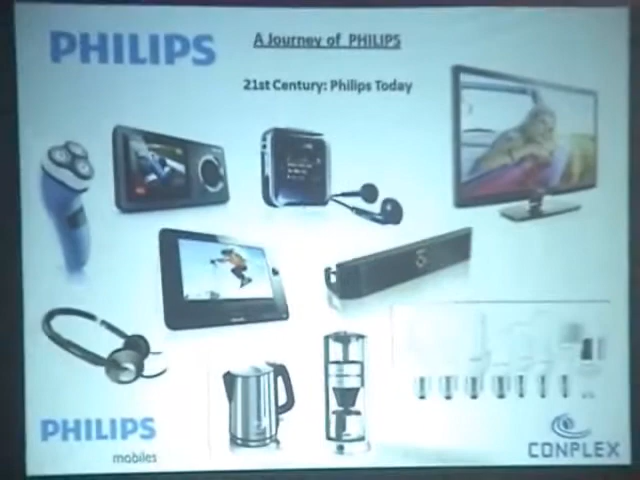 PHILIPS
A Journey of PHILIPS
21st Century: Philips Today
PHILIPS
mobiles
CONPLEX